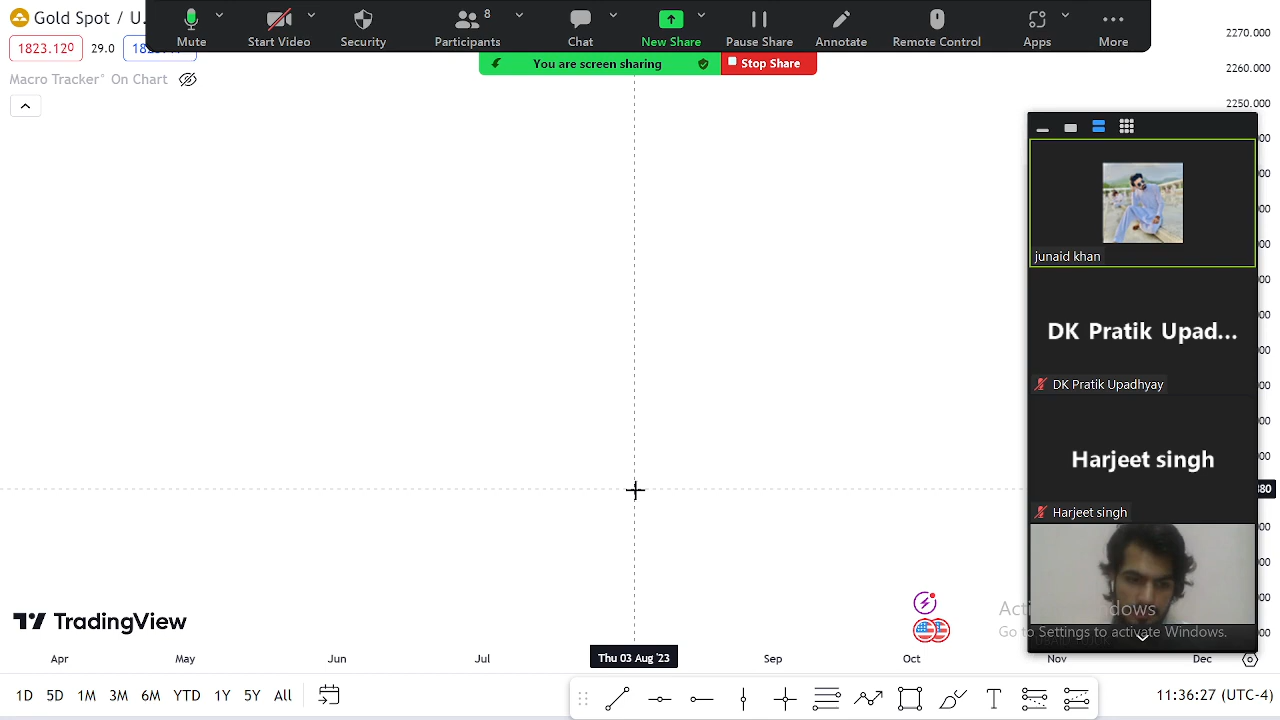 Gold Spot / U.
Mute
Start Video
Security
8
Participants
Chat
New Share
Pause Share
Annotate
Remote Control
Apps
More
You are screen sharing
Stop Share
1823.120
29.0
Macro Tracker° On Chart
2270.000
2260.000
2250.000
junaid khan
DK Pratik Upad...
DK Pratik Upadhyay
Harjeet singh
Harjeet singh
Activate Windows
Go to Settings to activate Windows.
TradingView
Apr
May
Jun
Jul
Thu 03 Aug '23
Sep
Oct
Nov
Dec
1D
5D
1M
3M
6M
YTD
1Y
5Y
All
T
11:36:27 (UTC-4)